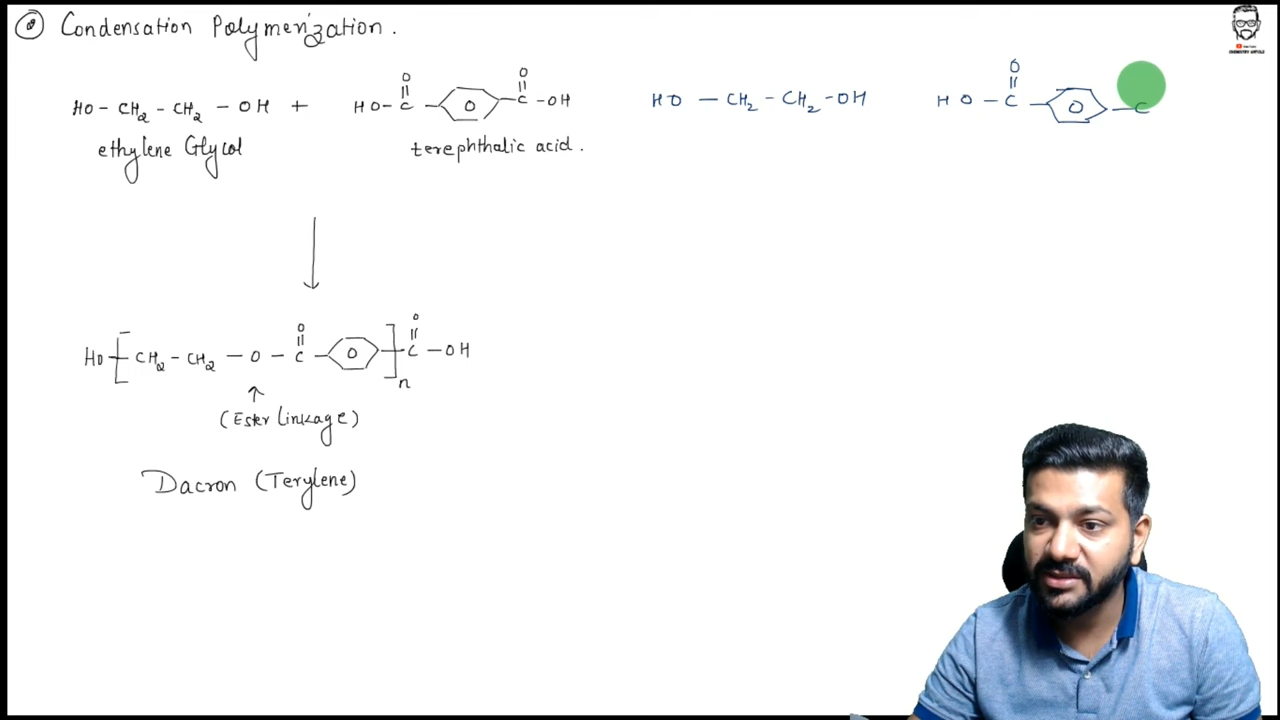 Condensation Polymerization.
HO - CH2 - CH2 - OH + HO - C - C - OH
O O
ethylene Glycol terephthalic acid.
HO - CH2 - CH2 - OH HO - C - C
O
HO [ CH2 - CH2 - O - C - ]n C - OH
O O
↑
(Ester linkage)
Dacron (Terylene)